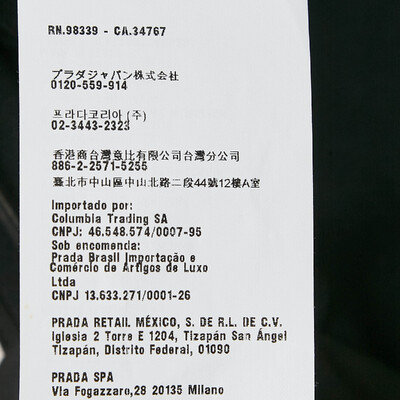 RN.98339 - CA.34767
プラダジャパン株式会社
0120-559-914
프라다코리아 (주)
02-3443-2323
香港商台灣意比有限公司台灣分公司
886-2-2571-5255
臺北市中山區中山北路二段44號12樓A室
Importado por:
Columbia Trading SA
CNPJ: 46.548.574/0007-95
Sob encomenda:
Prada Brasil Importação e
Comércio de Artigos de Luxo
Ltda
CNPJ 13.633.271/0001-26
PRADA RETAIL MÉXICO, S. DE R.L. DE C.V.
Iglesia 2 Torre E 1204, Tizapán San Ángel
Tizapán, Distrito Federal, 01090
PRADA SPA
Via Fogazzaro,28 20135 Milano